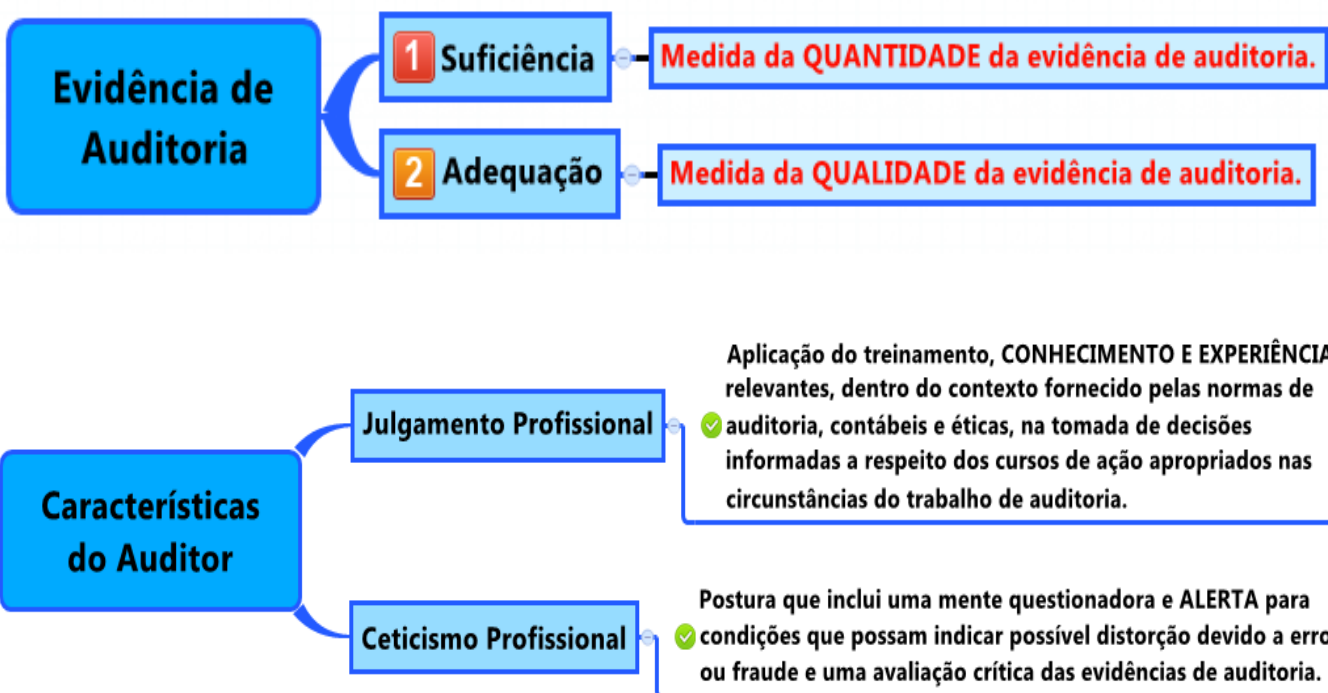 Evidência de
Auditoria
1 Suficiência
Medida da QUANTIDADE da evidência de auditoria.
2 Adequação
Medida da QUALIDADE da evidência de auditoria.
Características
do Auditor
Julgamento Profissional
Aplicação do treinamento, CONHECIMENTO E EXPERIÊNCIA
relevantes, dentro do contexto fornecido pelas normas de
auditoria, contábeis e éticas, na tomada de decisões
informadas a respeito dos cursos de ação apropriados nas
circunstâncias do trabalho de auditoria.
Ceticismo Profissional
Postura que inclui uma mente questionadora e ALERTA para
condições que possam indicar possível distorção devido a erro
ou fraude e uma avaliação crítica das evidências de auditoria.